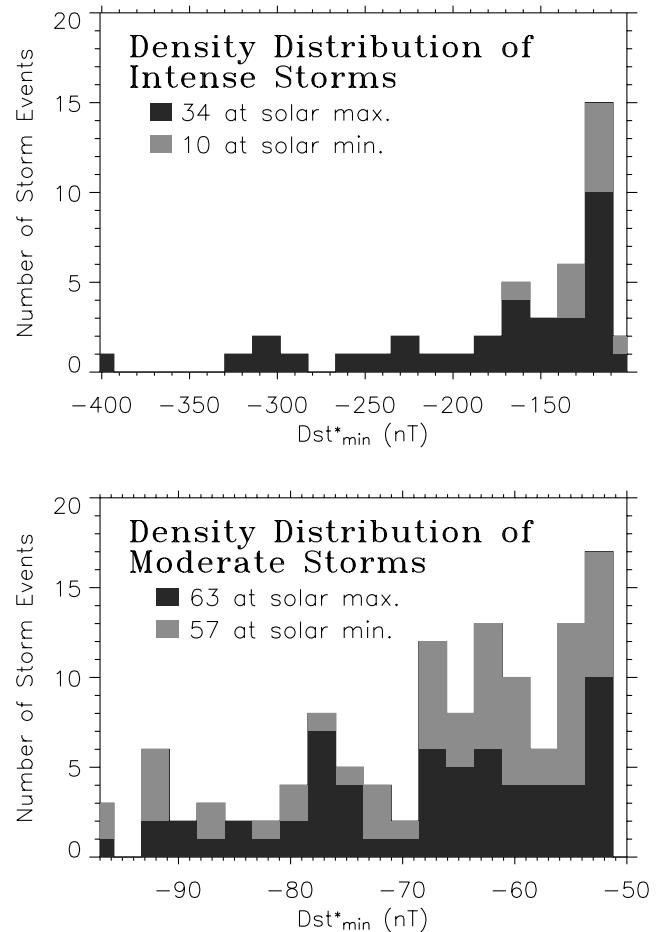 20
15
10
5
0
Number of Storm Events
Density Distribution of
Intense Storms
34 at solar max.
10 at solar min.
−400 −350 −300 −250 −200 −150
Dst*min (nT)
20
15
10
5
0
Number of Storm Events
Density Distribution of
Moderate Storms
63 at solar max.
57 at solar min.
−90 −80 −70 −60 −50
Dst*min (nT)